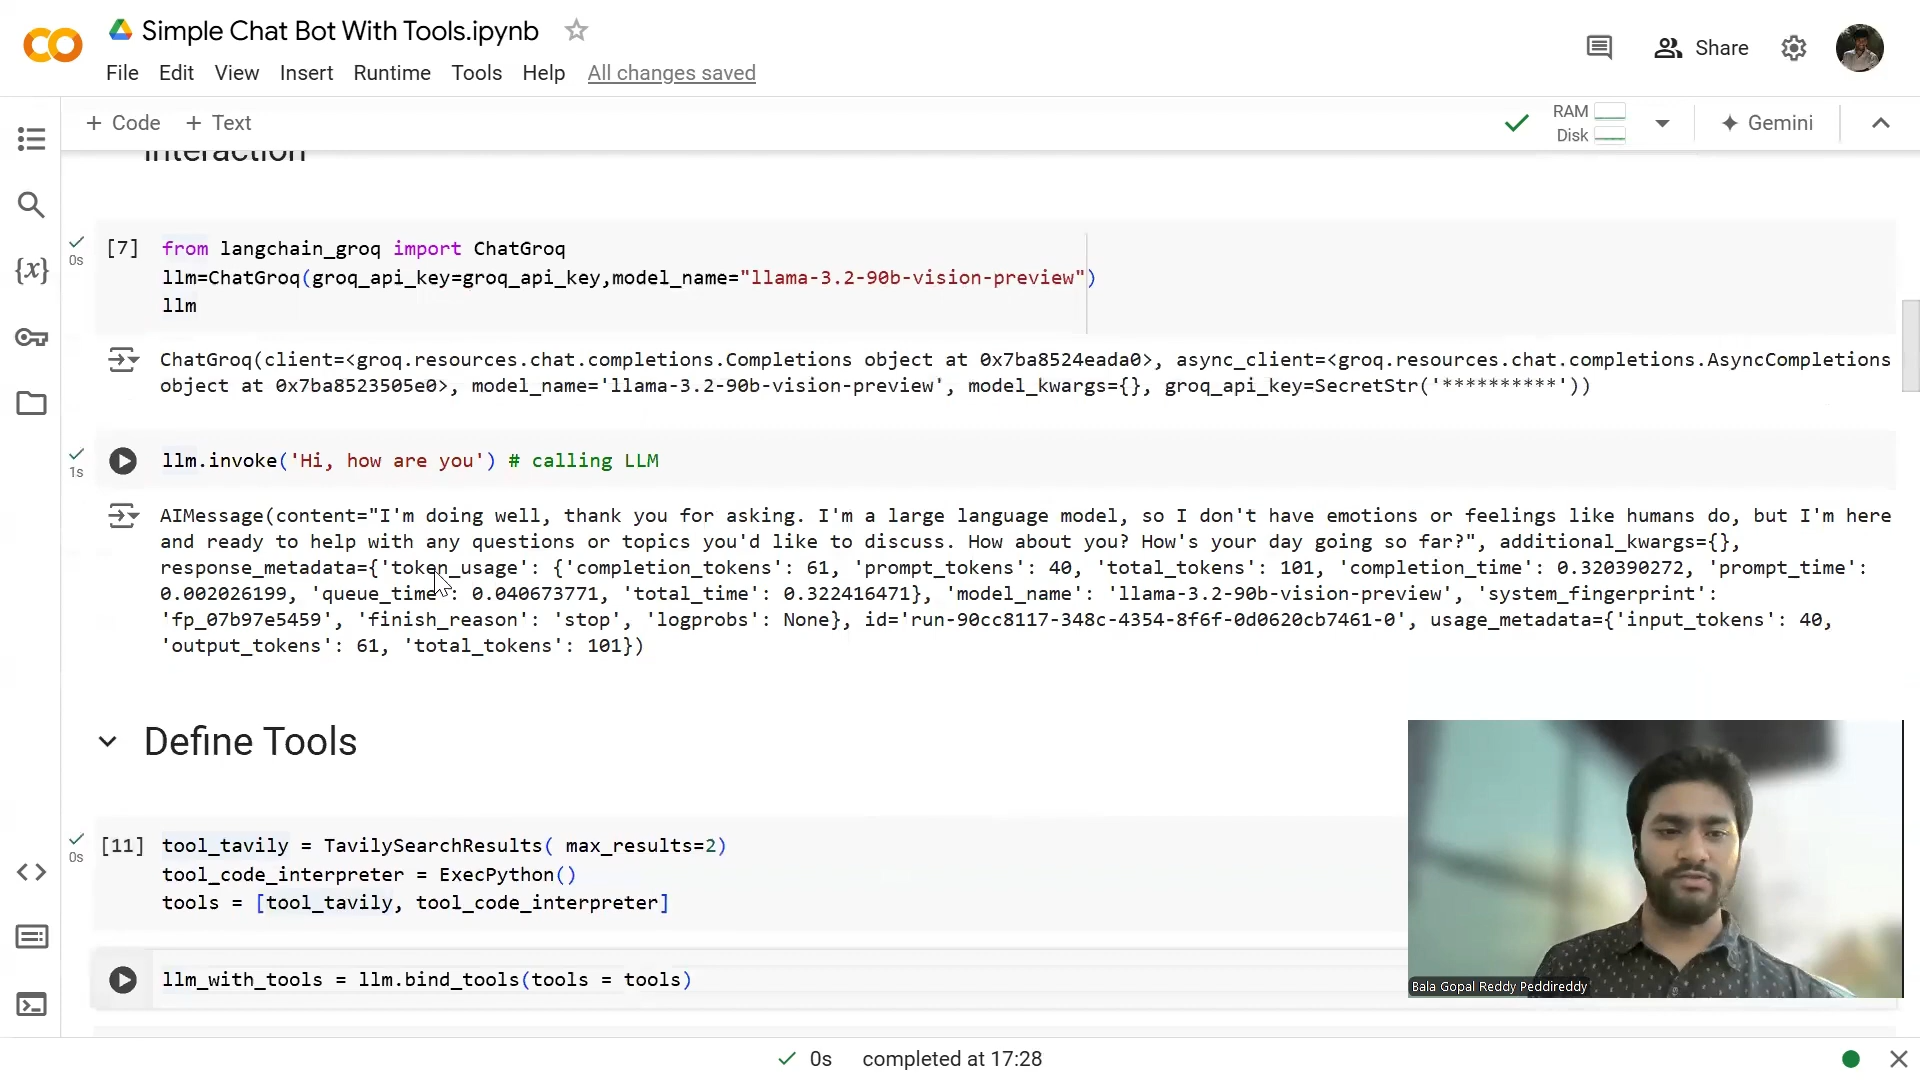 Simple Chat Bot With Tools.ipynb
File Edit View Insert Runtime Tools Help All changes saved
Share
+ Code + Text
RAM
Disk
Gemini
Interaction
0s
[7] from langchain_groq import ChatGroq
llm=ChatGroq(groq_api_key=groq_api_key,model_name="llama-3.2-90b-vision-preview")
llm
ChatGroq(client=<groq.resources.chat.completions.Completions object at 0x7ba8524eada0>, async_client=<groq.resources.chat.completions.AsyncCompletions
object at 0x7ba8523505e0>, model_name='llama-3.2-90b-vision-preview', model_kwargs={}, groq_api_key=SecretStr('**********'))
1s
llm.invoke('Hi, how are you') # calling LLM
AIMessage(content="I'm doing well, thank you for asking. I'm a large language model, so I don't have emotions or feelings like humans do, but I'm here
and ready to help with any questions or topics you'd like to discuss. How about you? How's your day going so far?", additional_kwargs={},
response_metadata={'token_usage': {'completion_tokens': 61, 'prompt_tokens': 40, 'total_tokens': 101, 'completion_time': 0.320390272, 'prompt_time':
0.002026199, 'queue_time': 0.040673771, 'total_time': 0.322416471}, 'model_name': 'llama-3.2-90b-vision-preview', 'system_fingerprint':
'fp_07b97e5459', 'finish_reason': 'stop', 'logprobs': None}, id='run-90cc8117-348c-4354-8f6f-0d0620cb7461-0', usage_metadata={'input_tokens': 40,
'output_tokens': 61, 'total_tokens': 101})
Define Tools
0s
[11] tool_tavily = TavilySearchResults( max_results=2)
tool_code_interpreter = ExecPython()
tools = [tool_tavily, tool_code_interpreter]
llm_with_tools = llm.bind_tools(tools = tools)
Bala Gopal Reddy Peddireddy
0s completed at 17:28